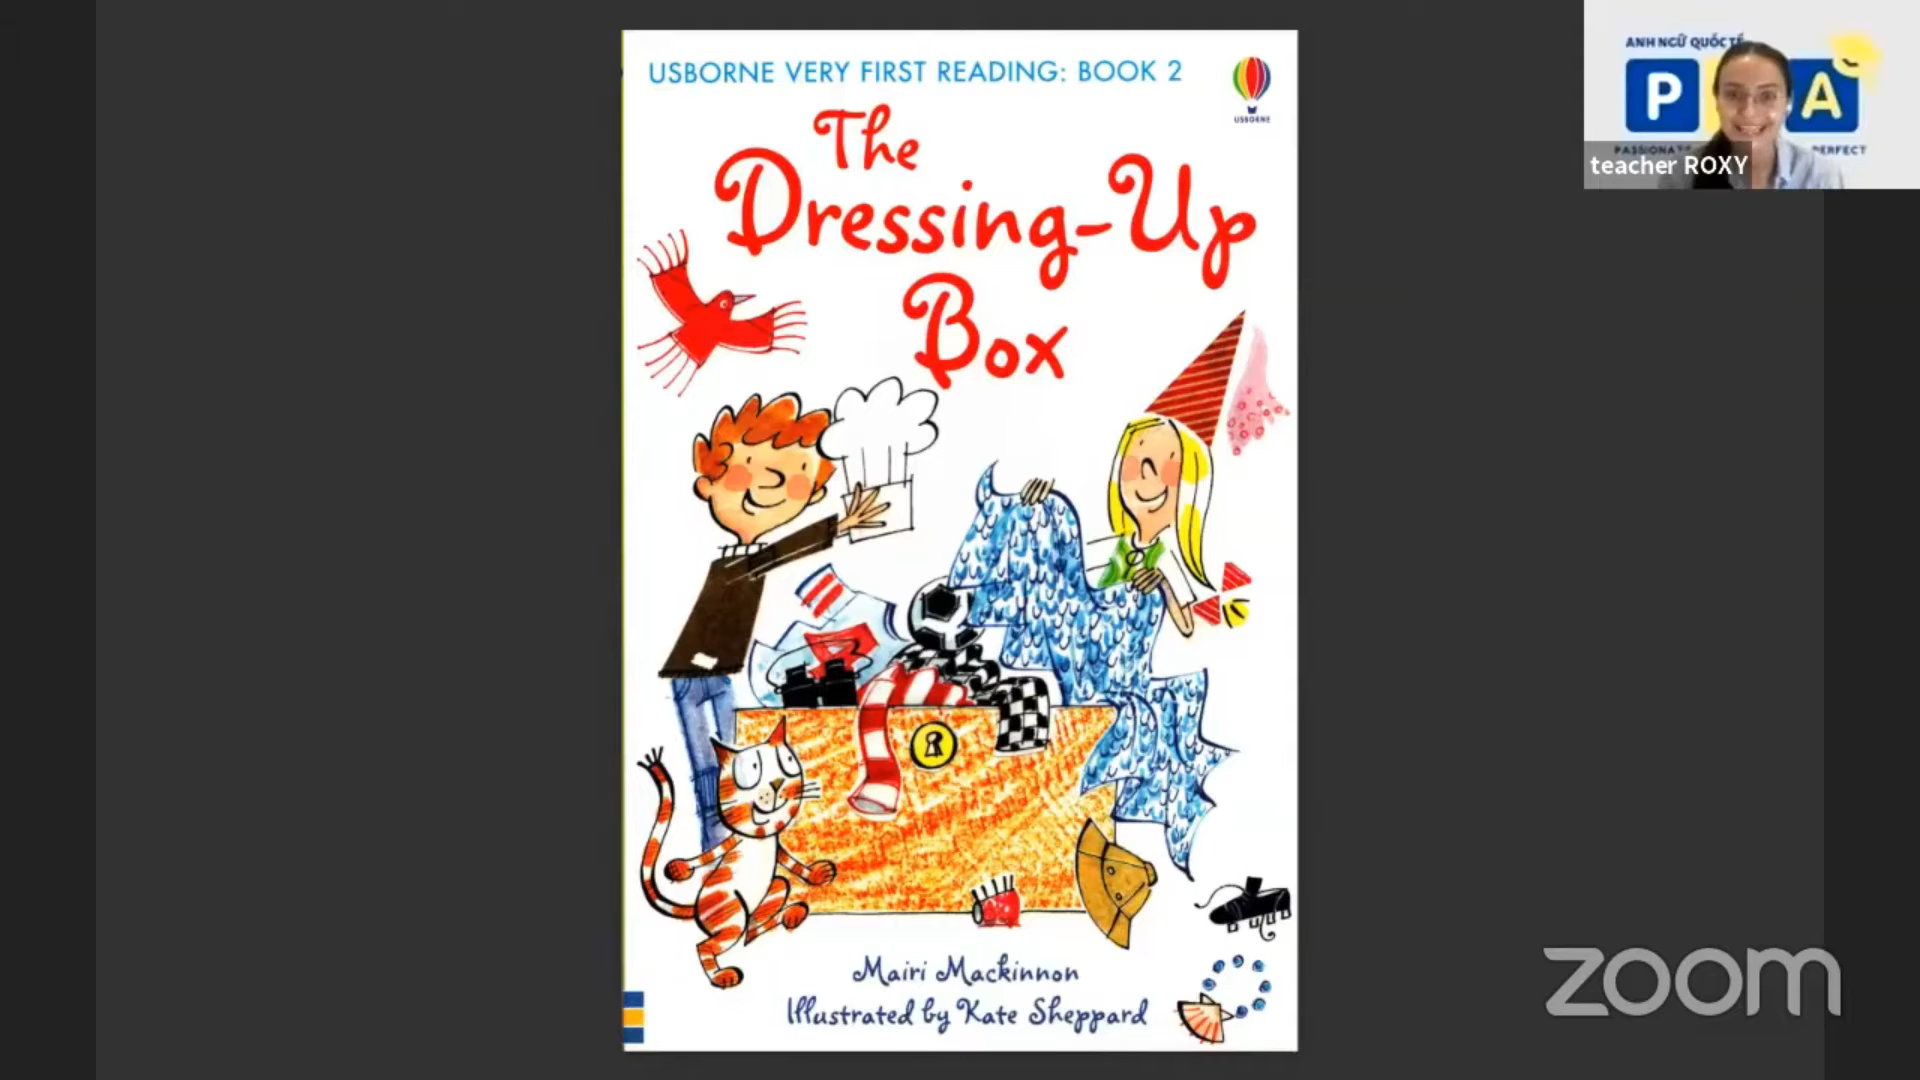 USBORNE VERY FIRST READING: BOOK 2
USBORNE
The
Dressing-Up
Box
Mairi Mackinnon
Illustrated by Kate Sheppard
ANH NGỮ QUỐC TẾ
P A
PERFECT
teacher ROXY
zoom